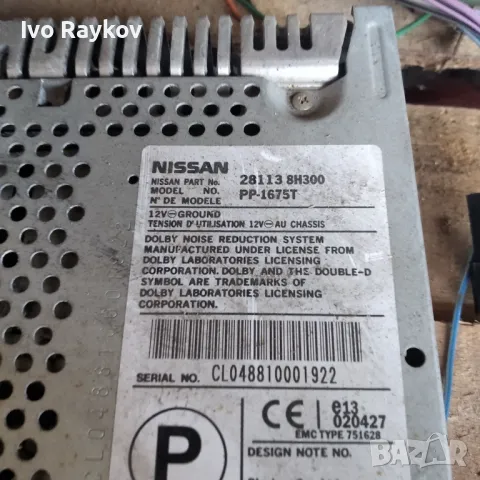 Ivo Raykov
NISSAN
NISSAN PART No. 28113 8H300
MODEL NO. PP-1675T
N° DE MODELE
12V⊖GROUND
TENSION D'UTILISATION 12V⊖AU CHASSIS
DOLBY NOISE REDUCTION SYSTEM
MANUFACTURED UNDER LICENSE FROM
DOLBY LABORATORIES LICENSING
CORPORATION. DOLBY AND THE DOUBLE-D
SYMBOL ARE TRADEMARKS OF
DOLBY LABORATORIES LICENSING
CORPORATION.
SERIAL NO. CL048810001922
P
CE e13
020427
EMC TYPE 751628
DESIGN NOTE NO.
BAZAR
bg